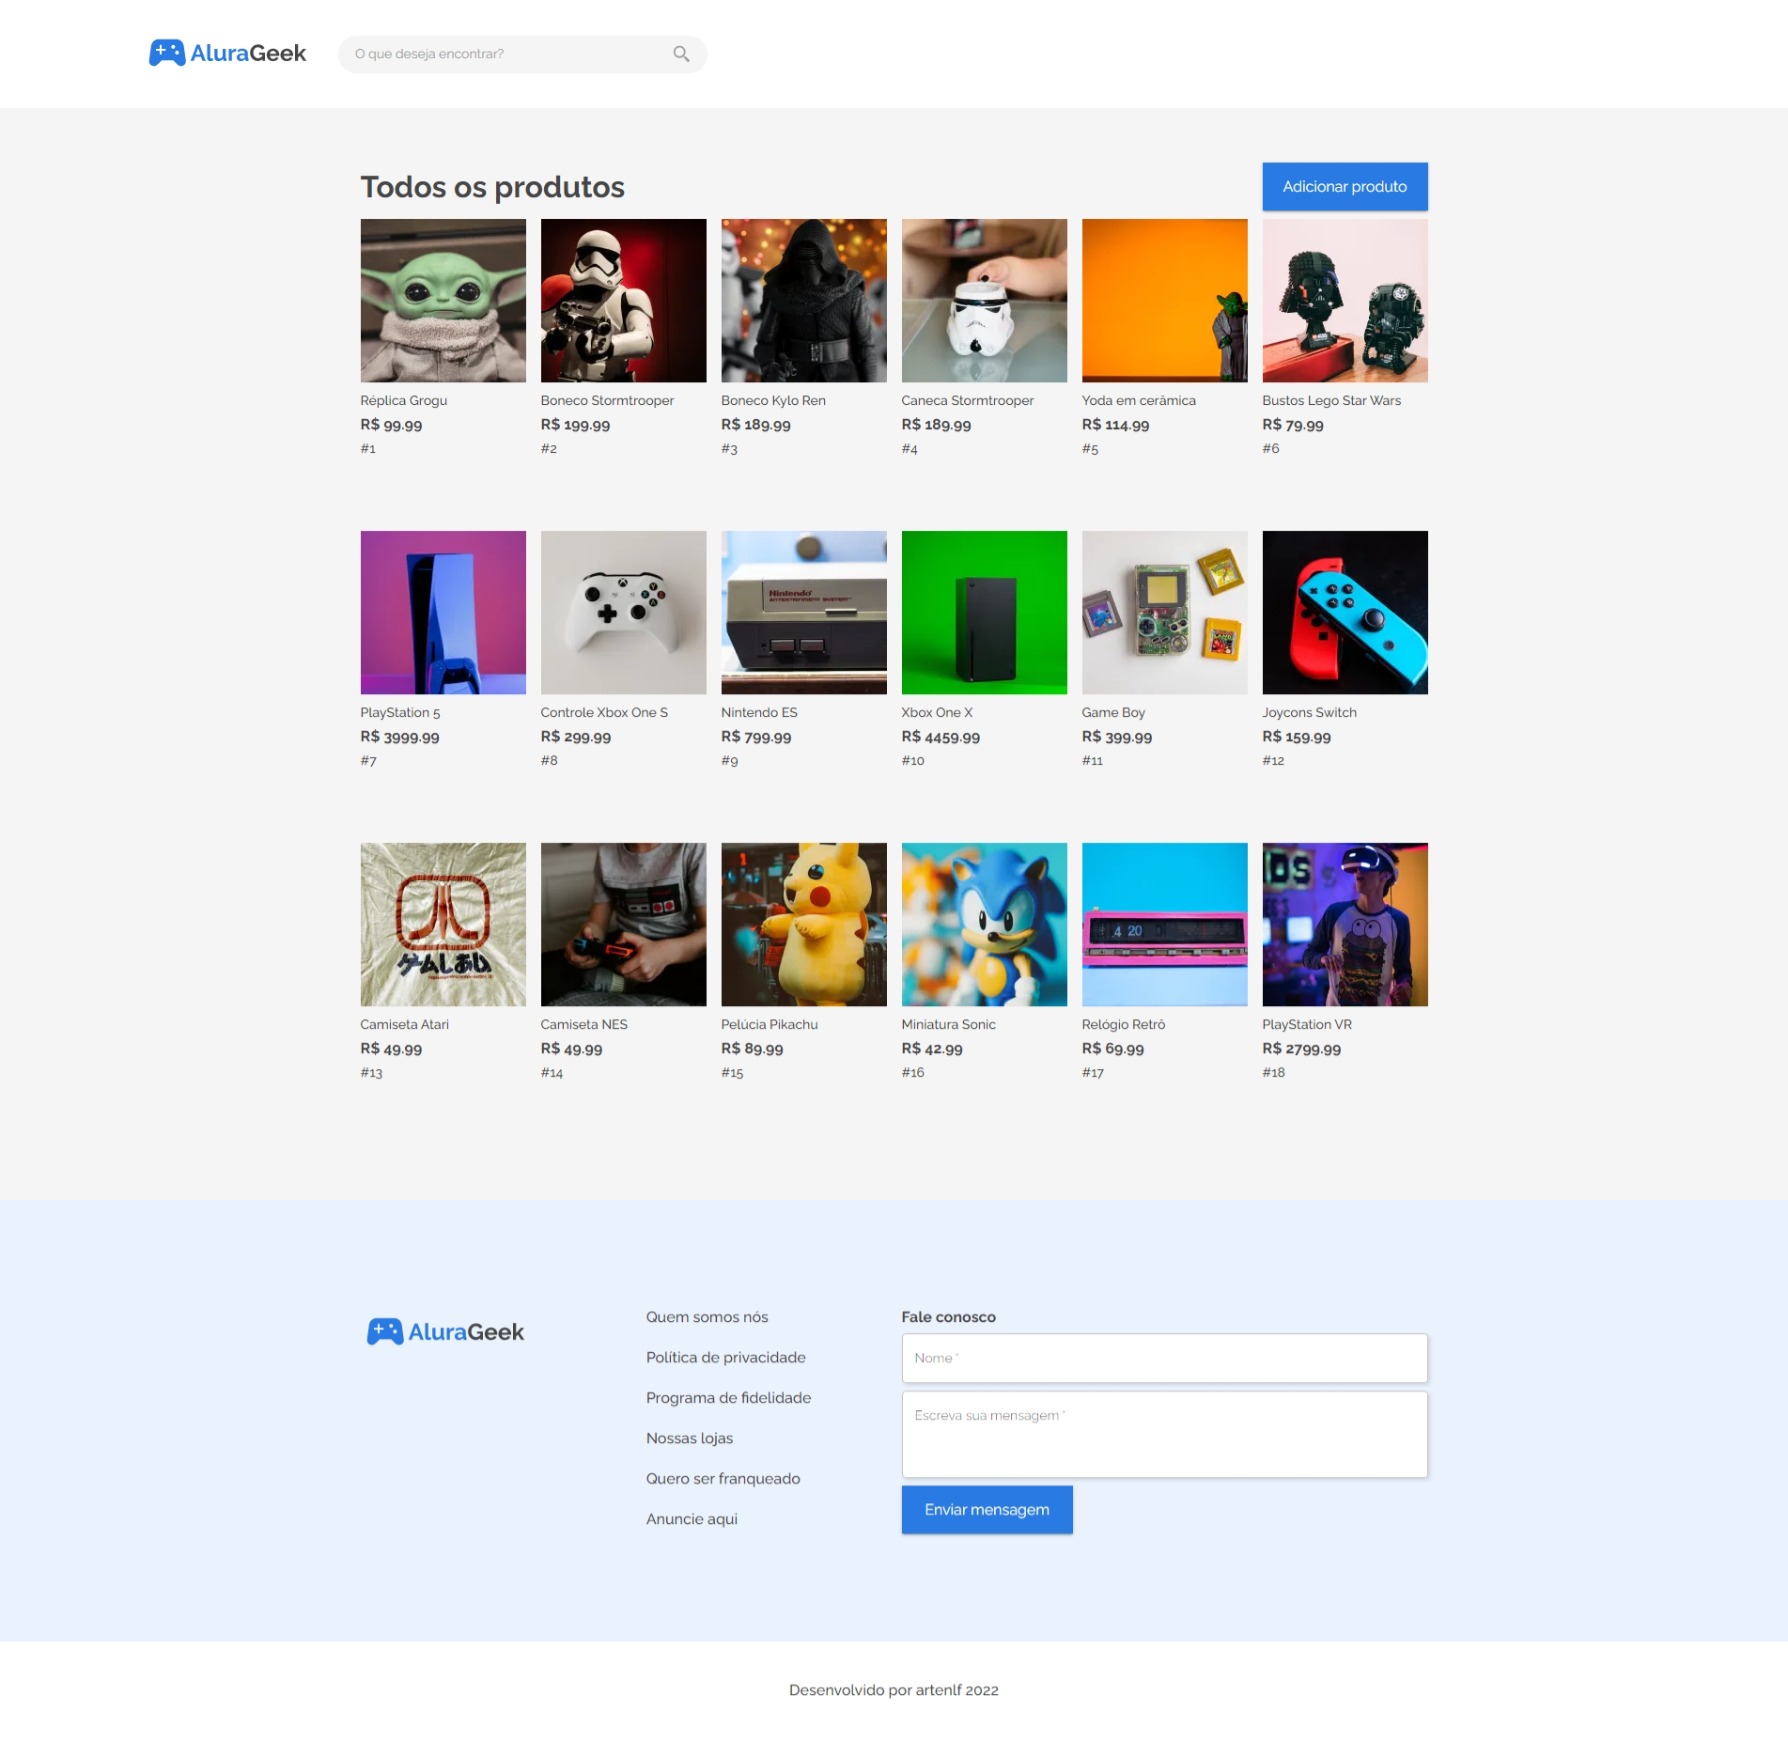 AluraGeek
O que deseja encontrar?
Todos os produtos
Adicionar produto
Réplica Grogu
R$ 99.99
#1
Boneco Stormtrooper
R$ 199.99
#2
Boneco Kylo Ren
R$ 189.99
#3
Caneca Stormtrooper
R$ 189.99
#4
Yoda em cerâmica
R$ 114.99
#5
Bustos Lego Star Wars
R$ 79.99
#6
Nintendo
ENTERTAINMENT SYSTEM
PlayStation 5
R$ 3999.99
#7
Controle Xbox One S
R$ 299.99
#8
Nintendo ES
R$ 799.99
#9
Xbox One X
R$ 4459.99
#10
Game Boy
R$ 399.99
#11
Joycons Switch
R$ 159.99
#12
4 20
Camiseta Atari
R$ 49.99
#13
Camiseta NES
R$ 49.99
#14
Pelúcia Pikachu
R$ 89.99
#15
Miniatura Sonic
R$ 42.99
#16
Relógio Retrô
R$ 69.99
#17
PlayStation VR
R$ 2799.99
#18
AluraGeek
Quem somos nós
Política de privacidade
Programa de fidelidade
Nossas lojas
Quero ser franqueado
Anuncie aqui
Fale conosco
Nome *
Escreva sua mensagem *
Enviar mensagem
Desenvolvido por artenlf 2022